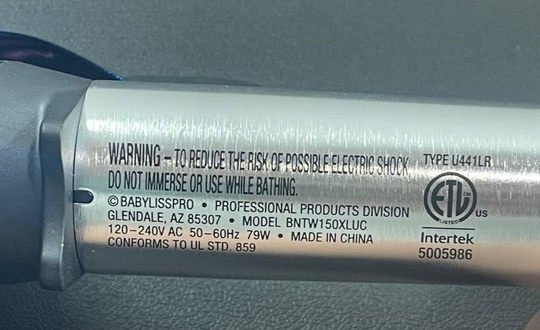 WARNING – TO REDUCE THE RISK OF POSSIBLE ELECTRIC SHOCK
DO NOT IMMERSE OR USE WHILE BATHING.
© BABYLISSPRO • PROFESSIONAL PRODUCTS DIVISION
GLENDALE, AZ 85307 • MODEL BNTW150XLUC
120–240V AC 50–60Hz 79W • MADE IN CHINA
CONFORMS TO UL STD. 859
TYPE U441LR
ETL
LISTED
US
Intertek
5005986